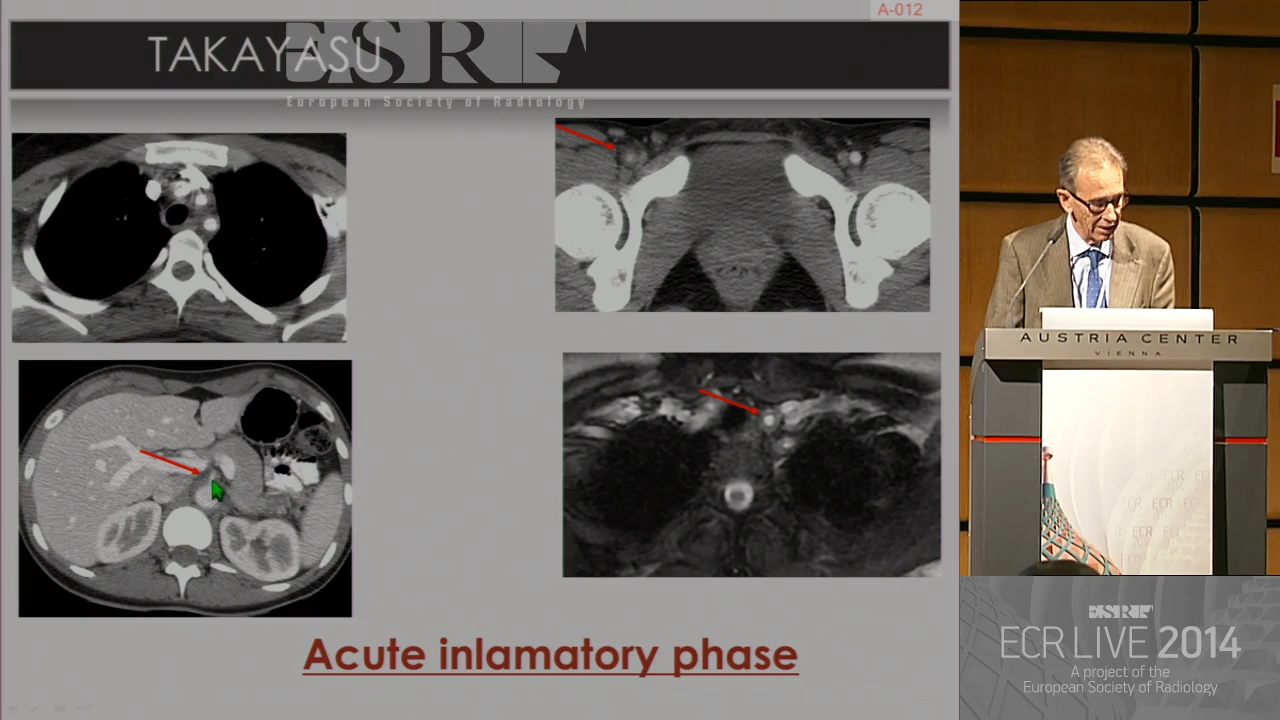 A-012
TAKAYASU
ESR
European Society of Radiology
Acute inlamatory phase
AUSTRIA CENTER
VIENNA
ECR
ESR
ECR LIVE 2014
A project of the
European Society of Radiology